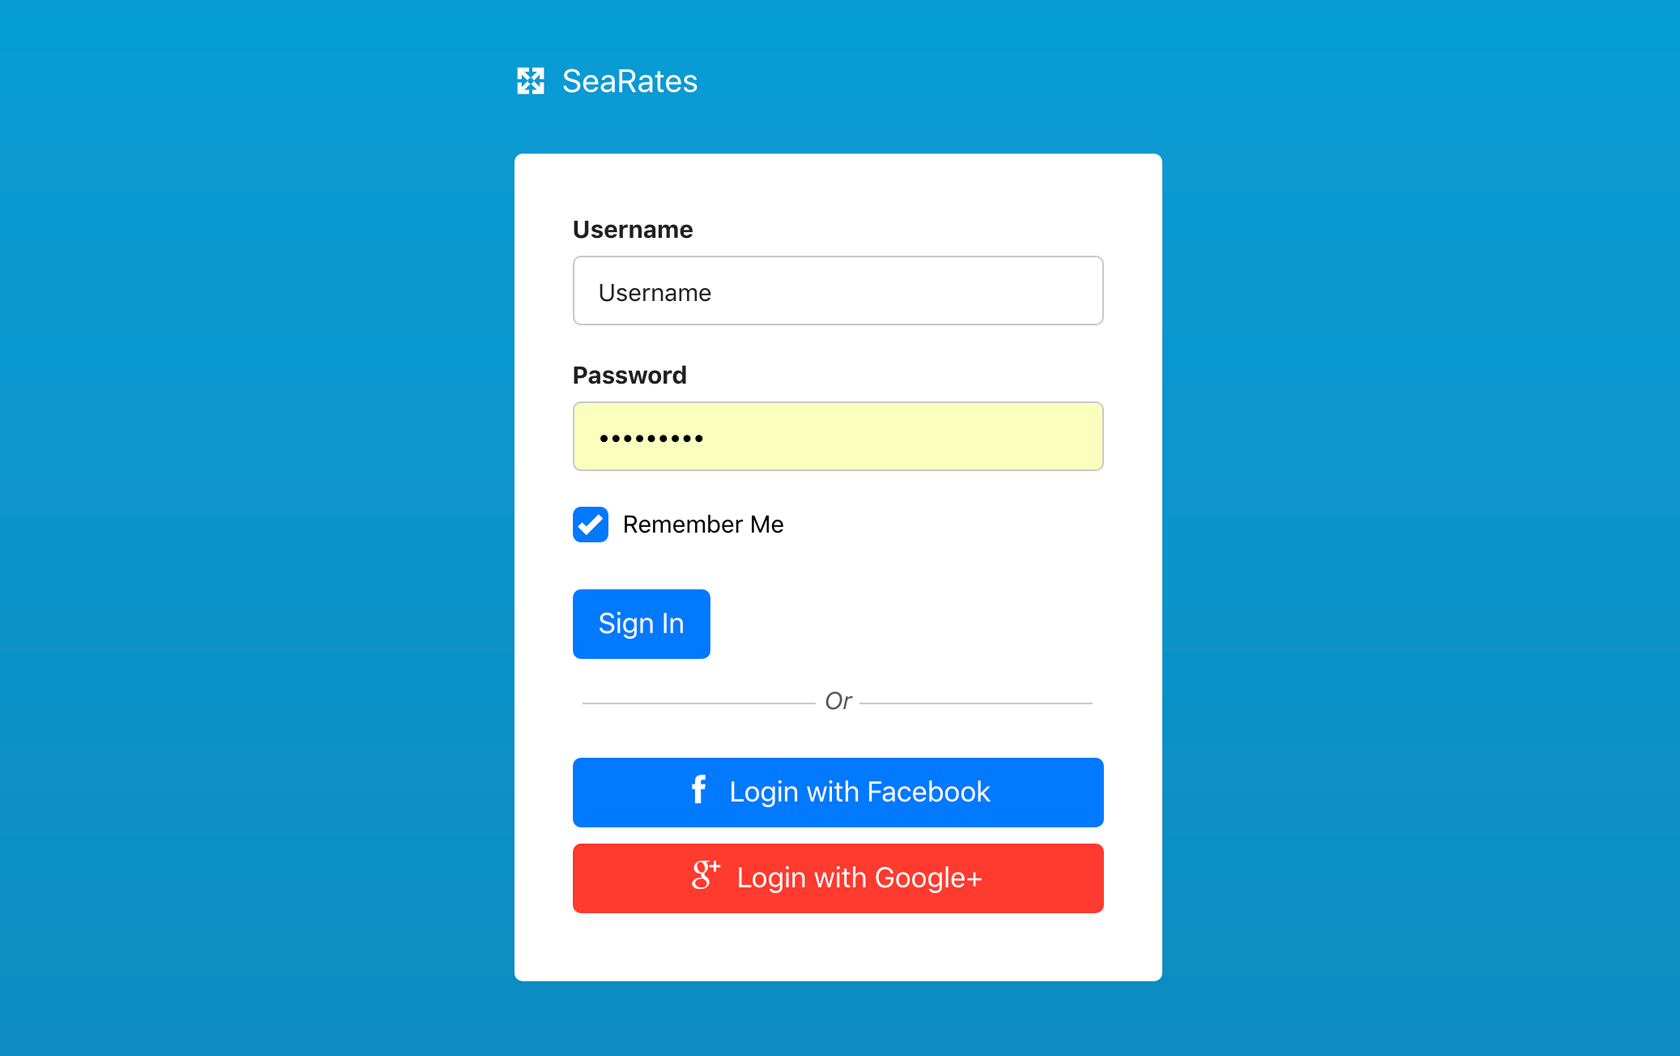 SeaRates
Username
Username
Password
•••••••••
Remember Me
Sign In
Or
f Login with Facebook
g+ Login with Google+